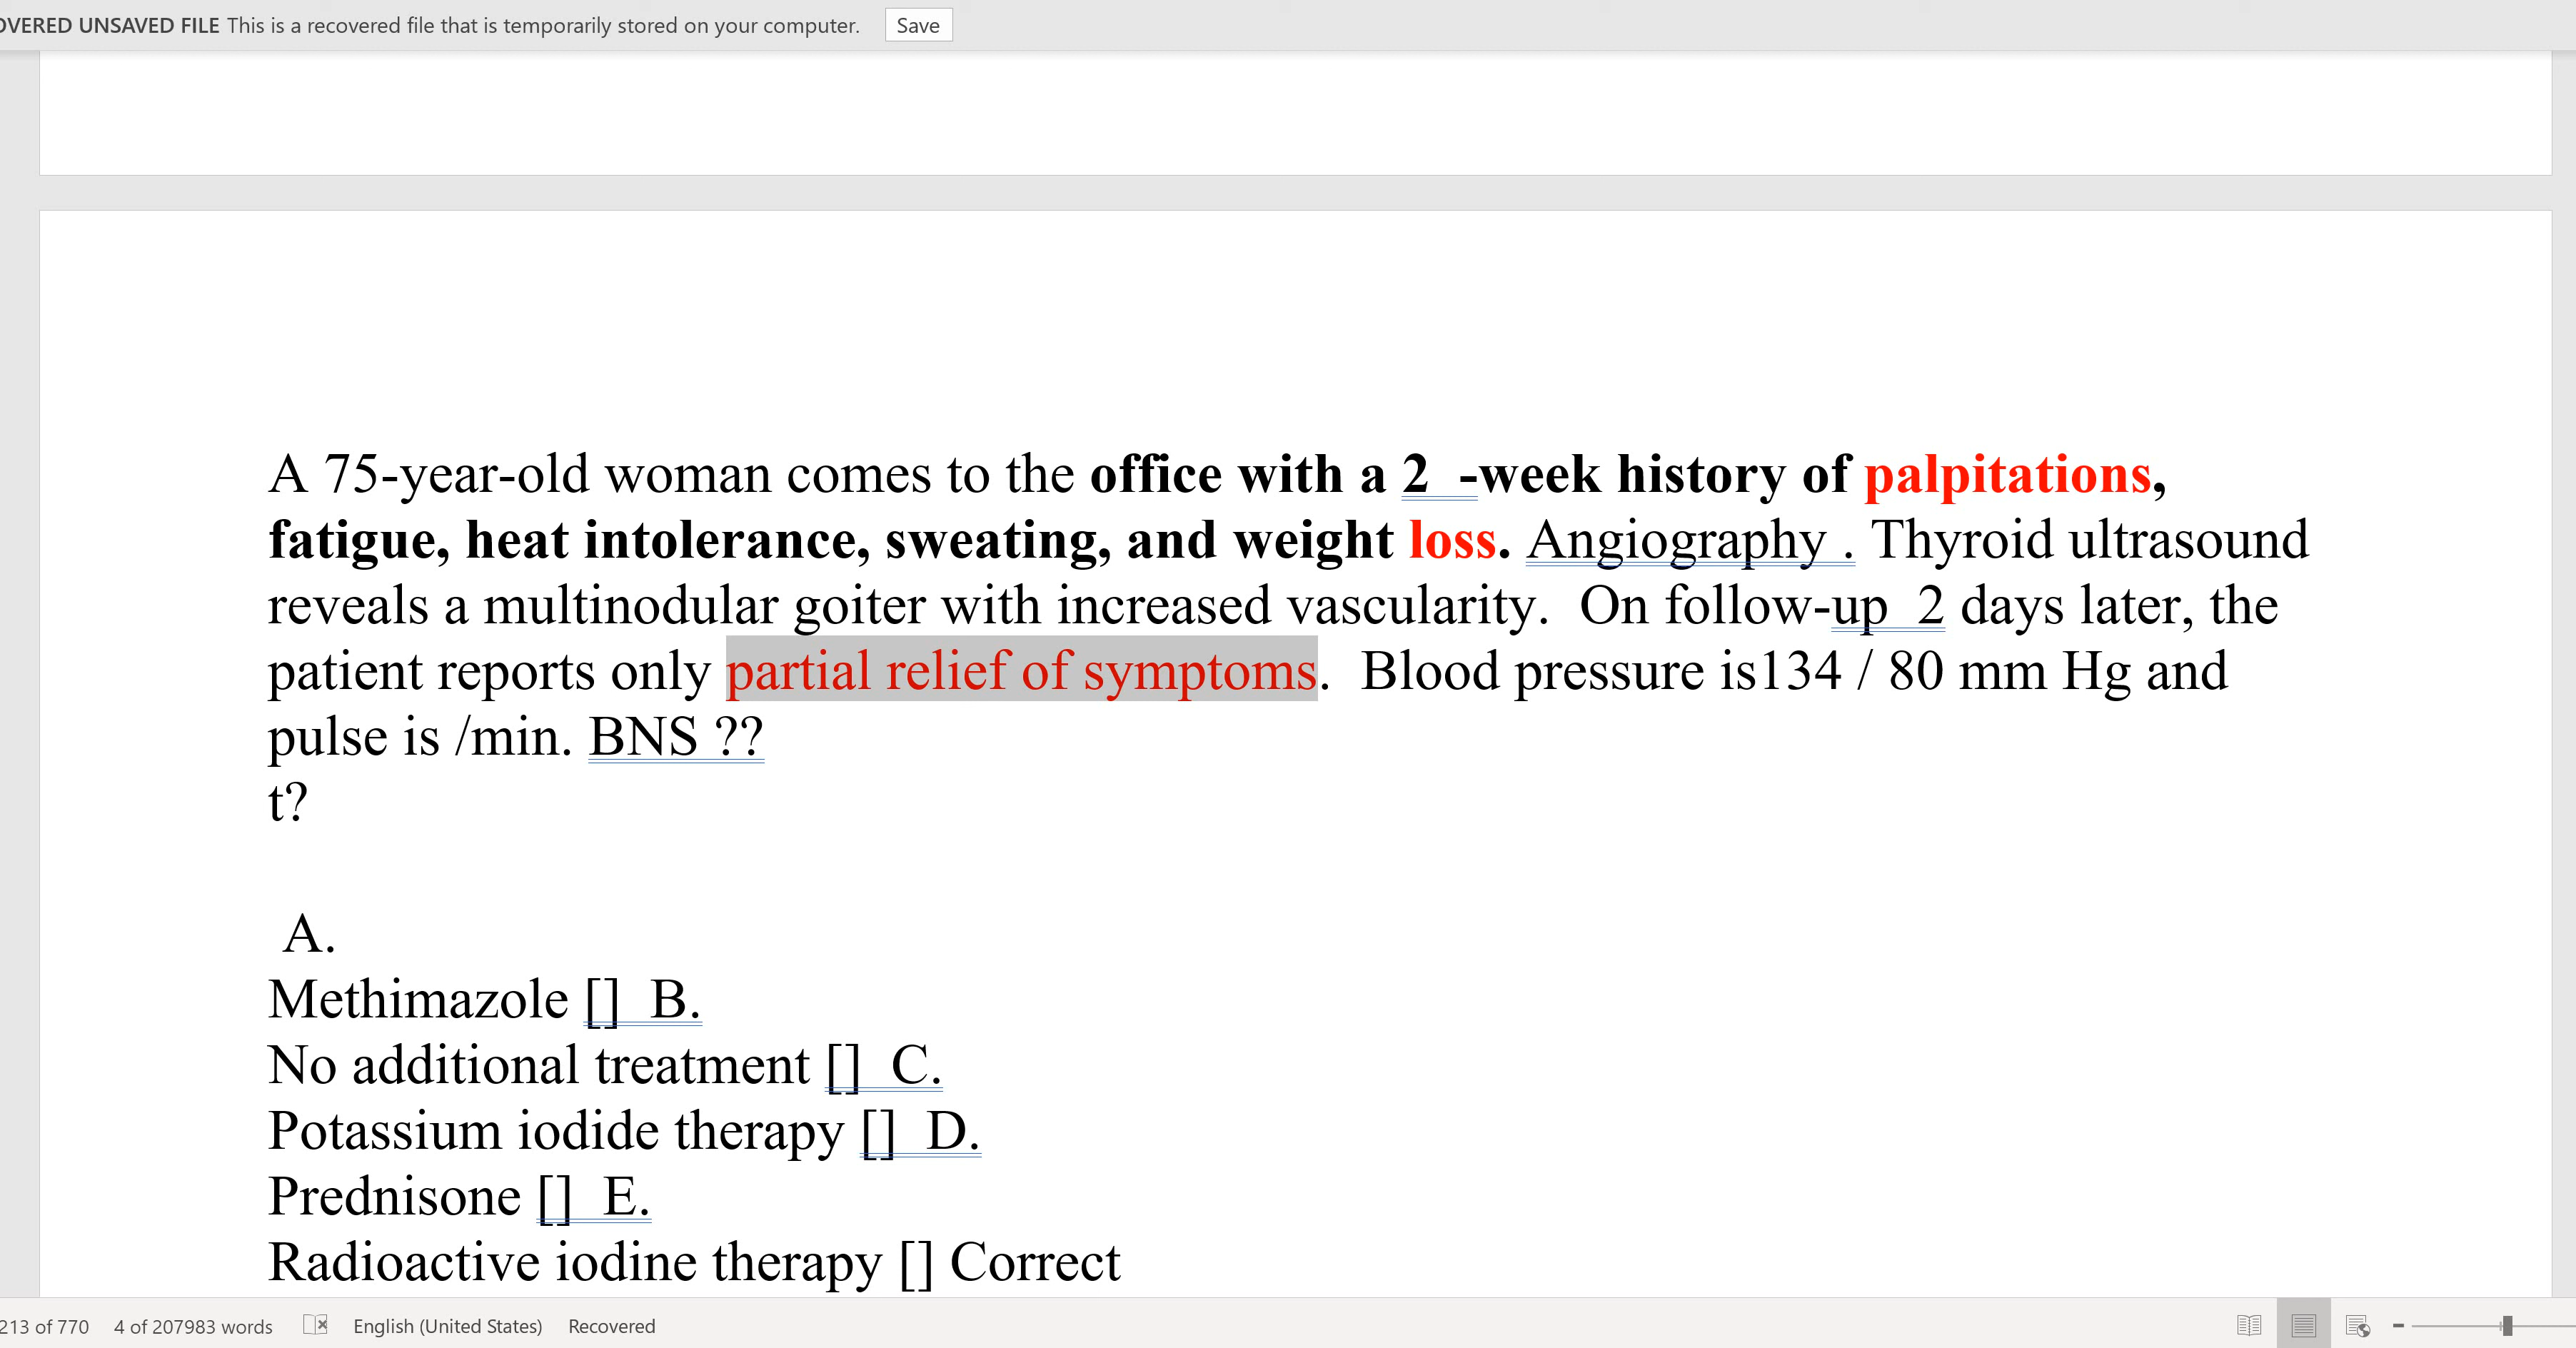 OVERED UNSAVED FILE This is a recovered file that is temporarily stored on your computer. Save
A 75-year-old woman comes to the office with a 2  -week history of palpitations,
fatigue, heat intolerance, sweating, and weight loss. Angiography . Thyroid ultrasound
reveals a multinodular goiter with increased vascularity.  On follow-up  2 days later, the
patient reports only partial relief of symptoms.  Blood pressure is134 / 80 mm Hg and
pulse is /min. BNS ??
t?
A.
Methimazole []  B.
No additional treatment []  C.
Potassium iodide therapy []  D.
Prednisone []  E.
Radioactive iodine therapy [] Correct
213 of 770 4 of 207983 words English (United States) Recovered